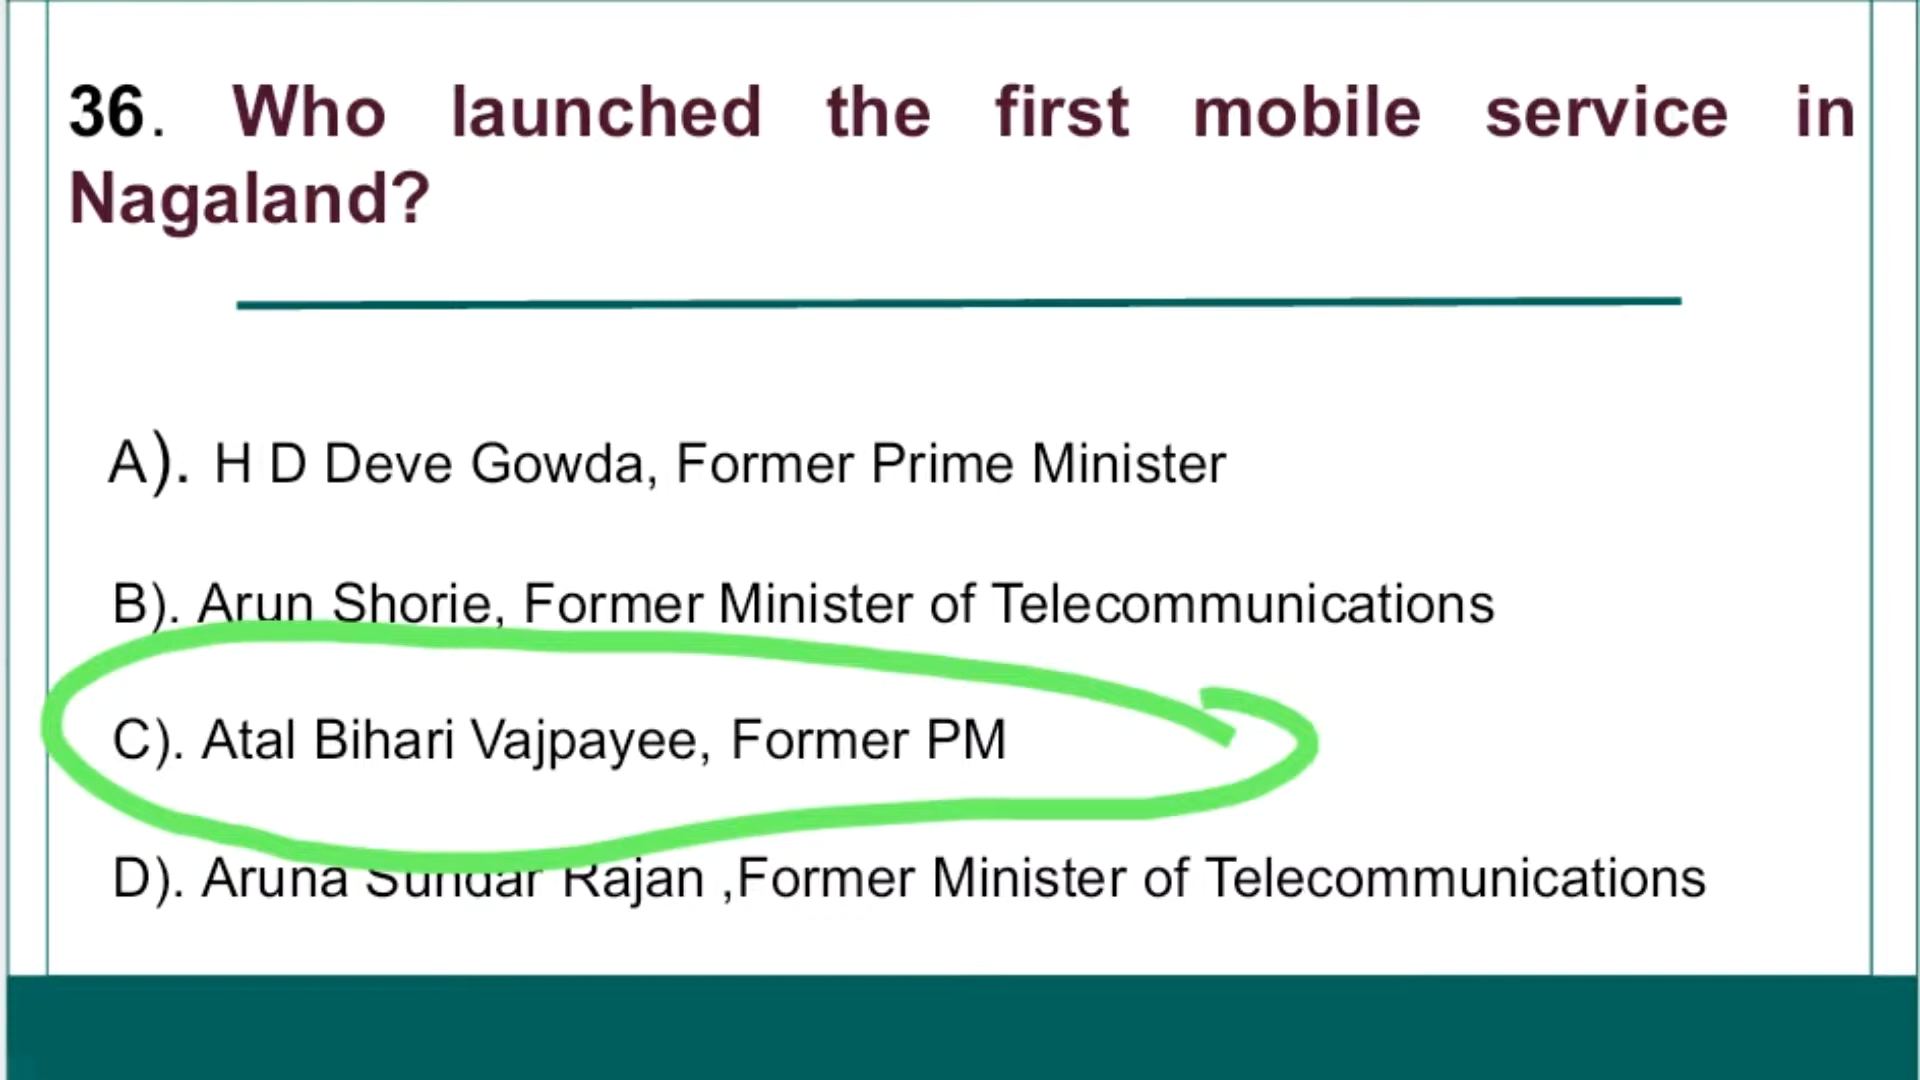 36. Who launched the first mobile service in
Nagaland?
A). H D Deve Gowda, Former Prime Minister
B). Arun Shorie, Former Minister of Telecommunications
C). Atal Bihari Vajpayee, Former PM
D). Aruna Sundar Rajan ,Former Minister of Telecommunications